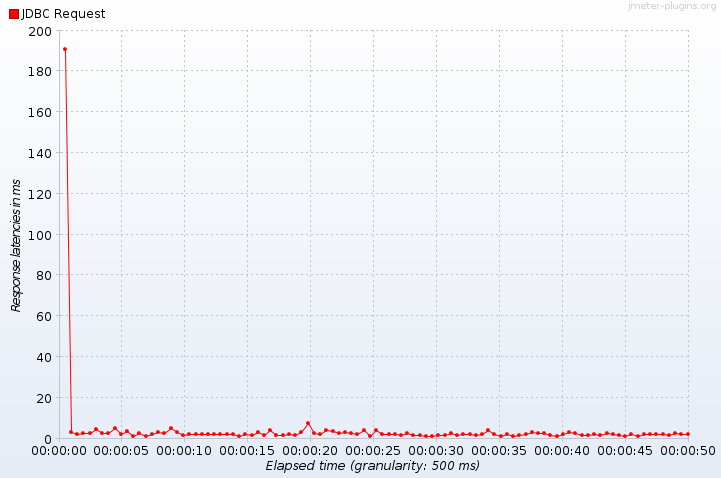 jmeter-plugins.org
JDBC Request
200
180
160
140
120
100
80
60
40
20
0
Response latencies in ms
00:00:00 00:00:05 00:00:10 00:00:15 00:00:20 00:00:25 00:00:30 00:00:35 00:00:40 00:00:45 00:00:50
Elapsed time (granularity: 500 ms)